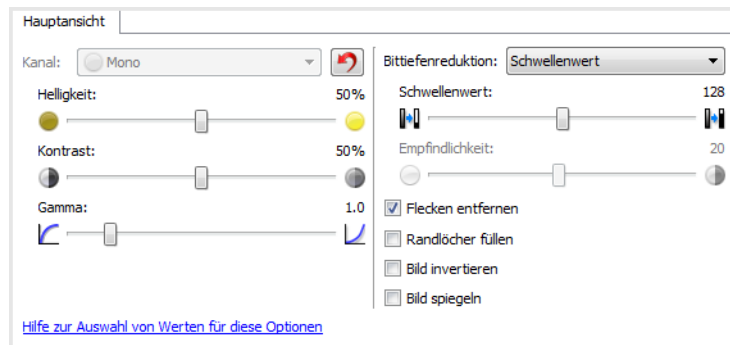 Hauptansicht
Kanal: Mono
Helligkeit: 50%
Kontrast: 50%
Gamma: 1.0
Bittiefenreduktion: Schwellenwert
Schwellenwert: 128
Empfindlichkeit: 20
Flecken entfernen
Randlöcher füllen
Bild invertieren
Bild spiegeln
Hilfe zur Auswahl von Werten für diese Optionen